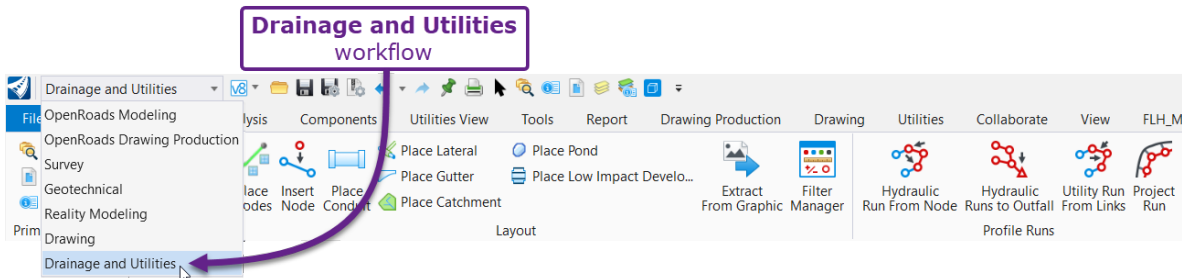 Drainage and Utilities
workflow
Drainage and Utilities
V8
File
lysis
Components
Utilities View
Tools
Report
Drawing Production
Drawing
Utilities
Collaborate
View
FLH_M
OpenRoads Modeling
OpenRoads Drawing Production
Survey
Geotechnical
Reality Modeling
Drawing
Drainage and Utilities
Prim
lace
odes
Insert
Node
Place
Conduit
Place Lateral
Place Gutter
Place Catchment
Place Pond
Place Low Impact Develo...
Extract
From Graphic
Filter
Manager
Layout
Hydraulic
Run From Node
Hydraulic
Runs to Outfall
Utility Run
From Links
Project
Run
Profile Runs